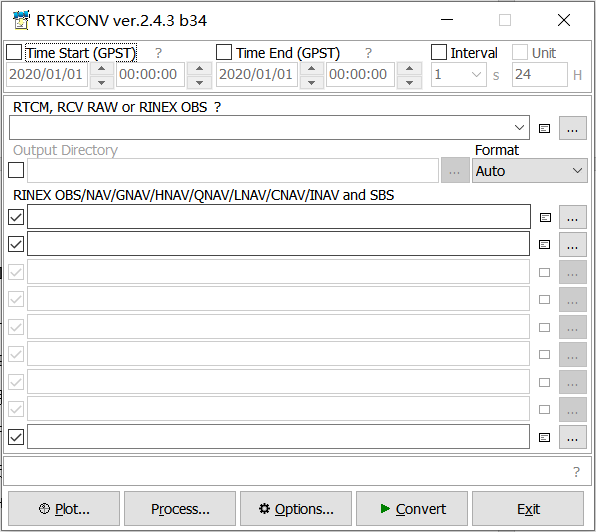 RTKCONV ver.2.4.3 b34
Time Start (GPST) ? Time End (GPST) ? Interval Unit
2020/01/01 00:00:00 2020/01/01 00:00:00 1 s 24 H
RTCM, RCV RAW or RINEX OBS ?
...
Output Directory Format
... Auto
RINEX OBS/NAV/GNAV/HNAV/QNAV/LNAV/CNAV/INAV and SBS
...
...
...
...
...
...
...
...
...
?
Plot... Process... Options... Convert Exit